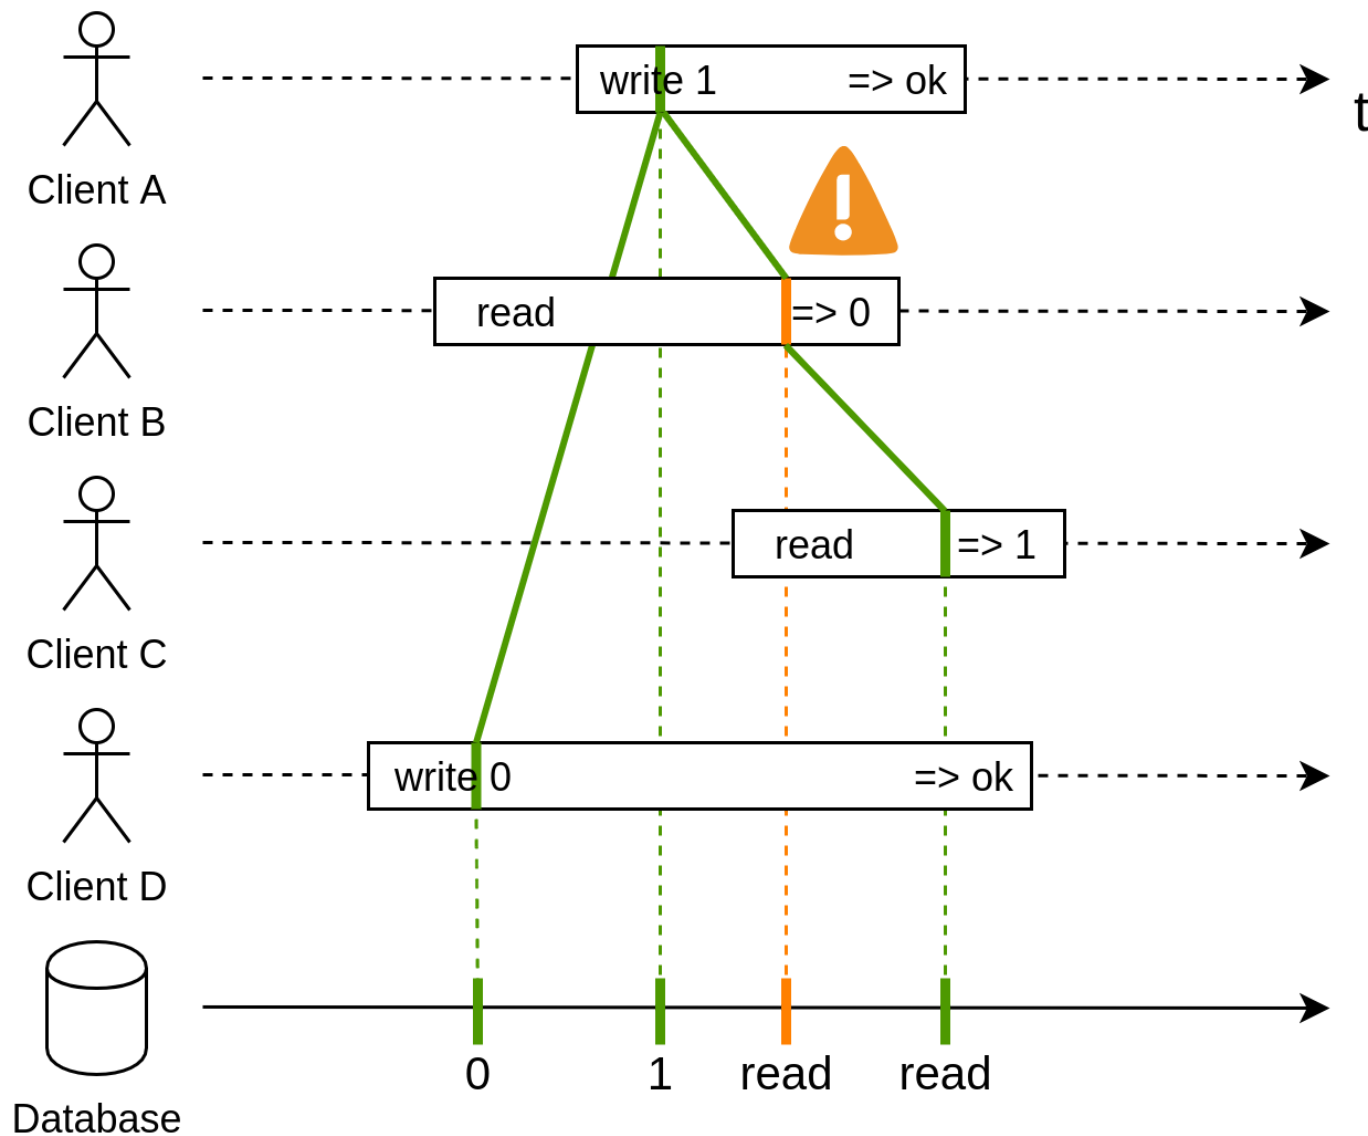 write 1 => ok
t
Client A
read => 0
Client B
read => 1
Client C
write 0 => ok
Client D
0 1 read read
Database